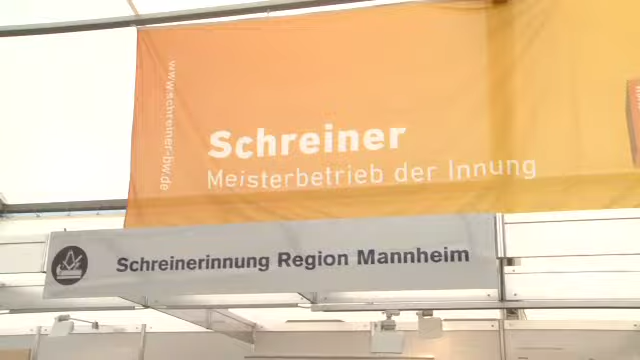 www.schreiner-bw.de
Schreiner
Meisterbetrieb der Innung
Schreinerinnung Region Mannheim